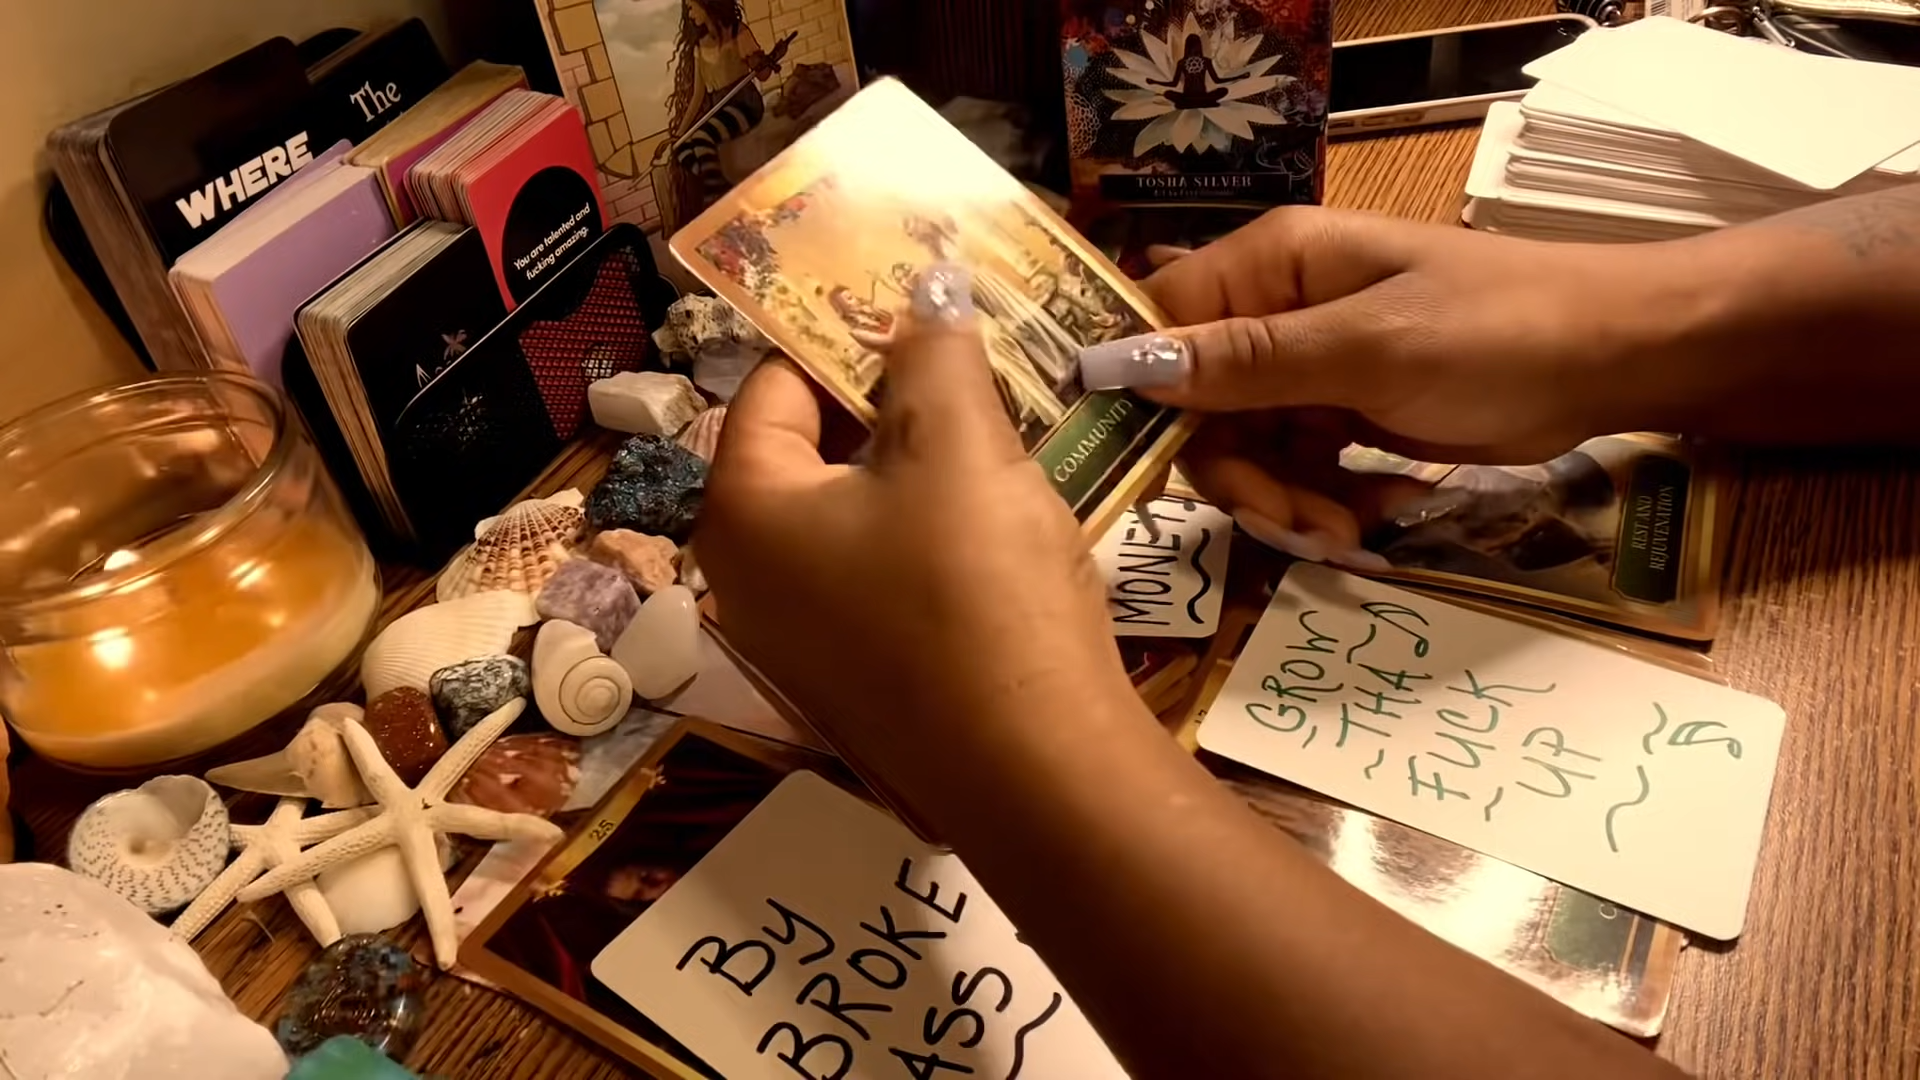 The
WHERE
You are talented and
fucking amazing.
TOSHA SILVER
COMMUNITY
REST AND
REJUVENATION
MONEY.
GROW
THA
FUCK
UP
25
By
BROKE
ASS